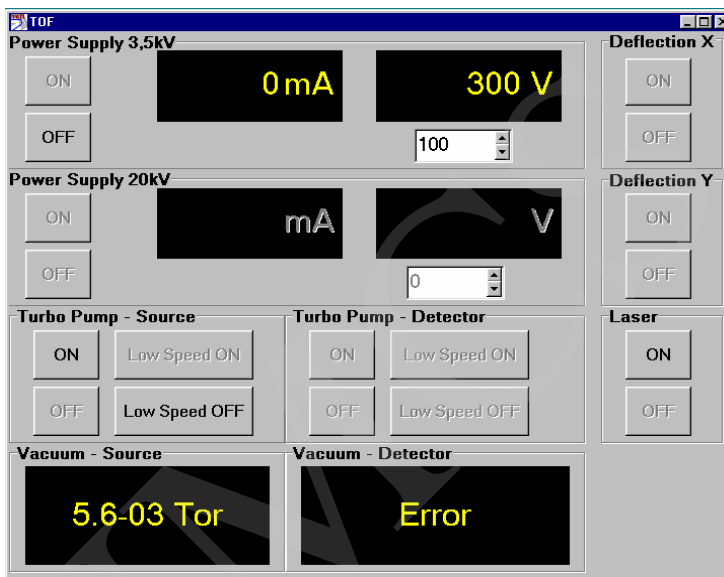 TOF
Power Supply 3,5kV
Deflection X
ON
0 mA
300 V
ON
OFF
100
OFF
Power Supply 20kV
Deflection Y
ON
mA
V
ON
OFF
0
OFF
Turbo Pump - Source
Turbo Pump - Detector
Laser
ON
Low Speed ON
ON
Low Speed ON
ON
OFF
Low Speed OFF
OFF
Low Speed OFF
OFF
Vacuum - Source
Vacuum - Detector
5.6-03 Tor
Error